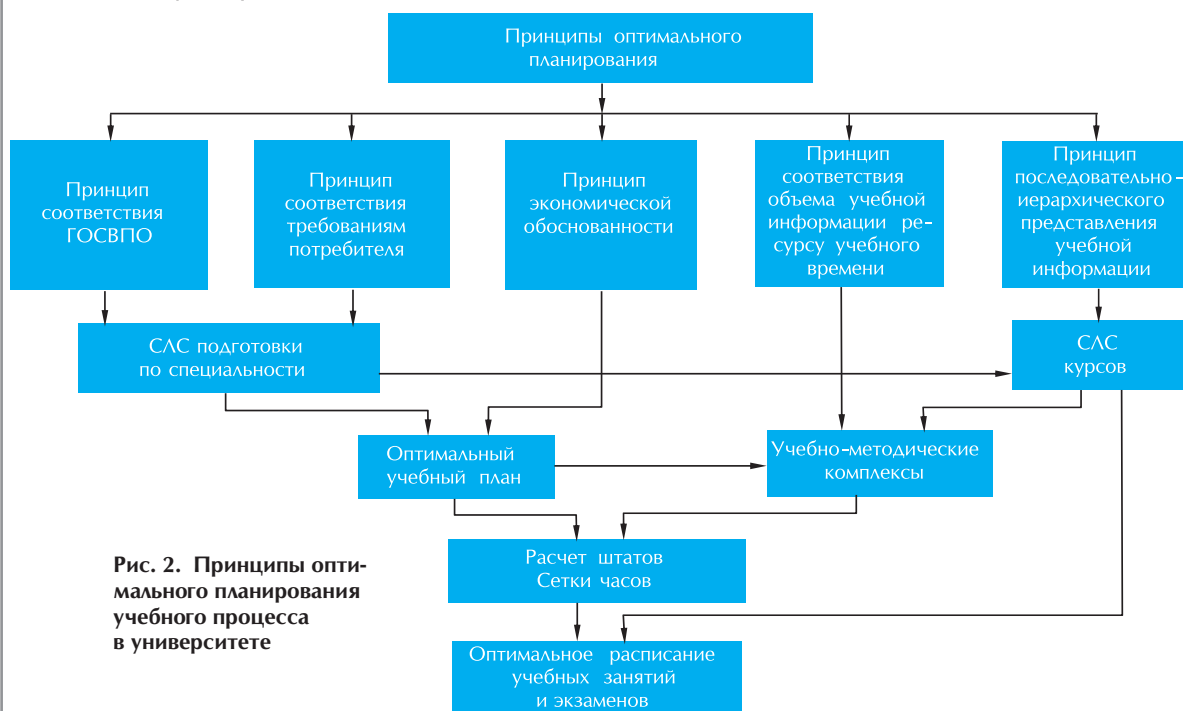 Принципы оптимального
планирования
Принцип
соответствия
ГОСВПО
Принцип
соответствия
требованиям
потребителя
Принцип
экономической
обоснованности
Принцип
соответствия
объема учебной
информации ре-
сурсу учебного
времени
Принцип
последовательно-
иерархического
представления
учебной
информации
СЛС подготовки
по специальности
СЛС
курсов
Оптимальный
учебный план
Учебно-методические
комплексы
Расчет штатов
Сетки часов
Рис. 2. Принципы опти-
мального планирования
учебного процесса
в университете
Оптимальное расписание
учебных занятий
и экзаменов